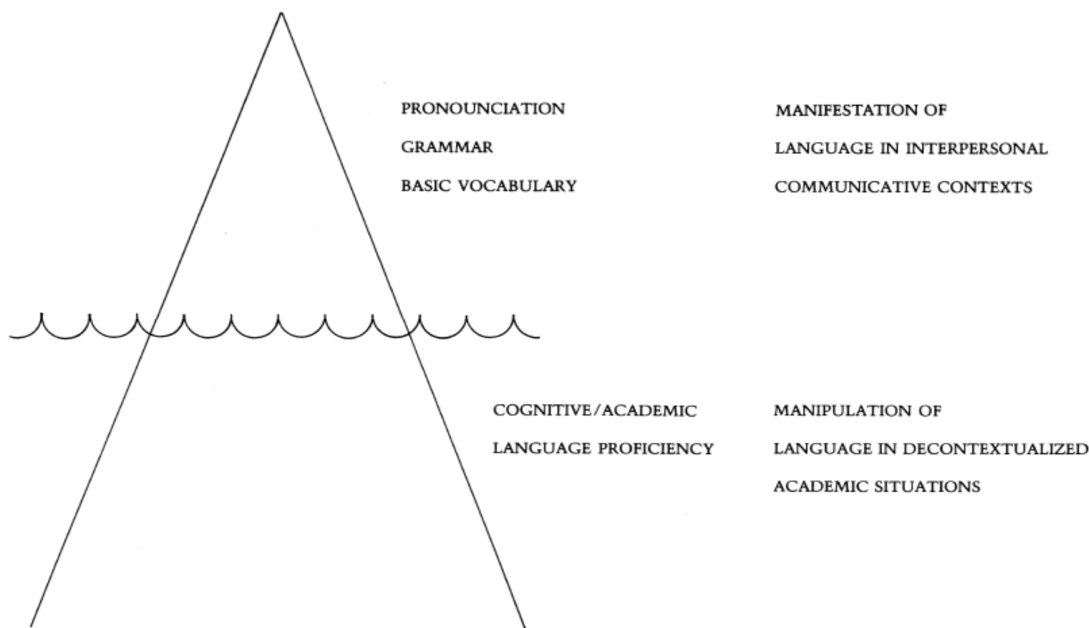 PRONOUNCIATION
GRAMMAR
BASIC VOCABULARY
MANIFESTATION OF
LANGUAGE IN INTERPERSONAL
COMMUNICATIVE CONTEXTS
COGNITIVE/ACADEMIC
LANGUAGE PROFICIENCY
MANIPULATION OF
LANGUAGE IN DECONTEXTUALIZED
ACADEMIC SITUATIONS